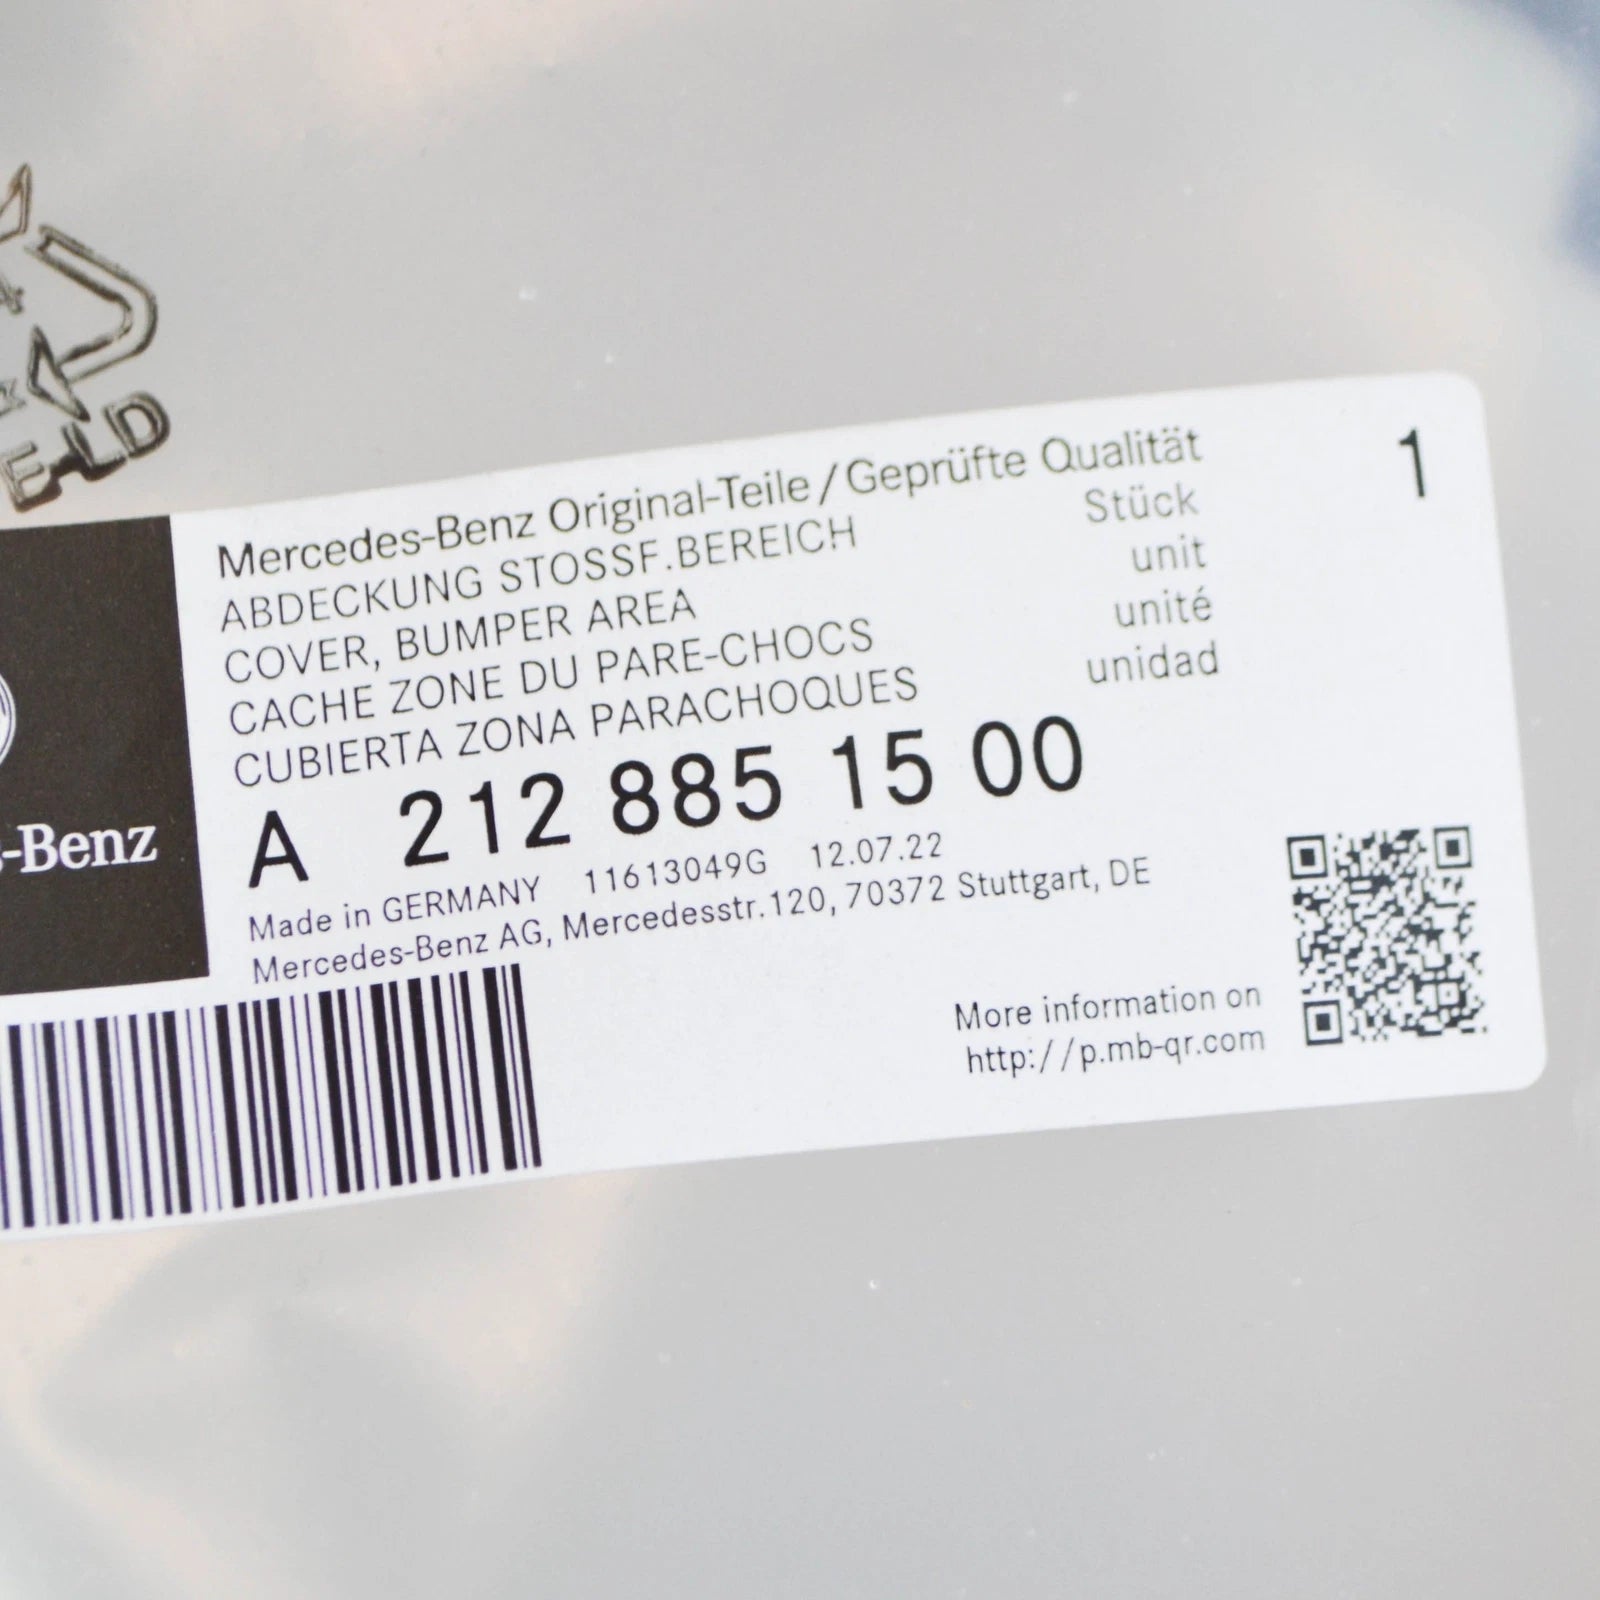 4
E-LD
Mercedes-Benz Original-Teile/Geprüfte Qualität 1
ABDECKUNG STOSSF.BEREICH Stück
COVER, BUMPER AREA unit
CACHE ZONE DU PARE-CHOCS unité
CUBIERTA ZONA PARACHOQUES unidad
A 212 885 15 00
-Benz
Made in GERMANY 11613049G 12.07.22
Mercedes-Benz AG, Mercedesstr.120, 70372 Stuttgart, DE
More information on
http://p.mb-qr.com